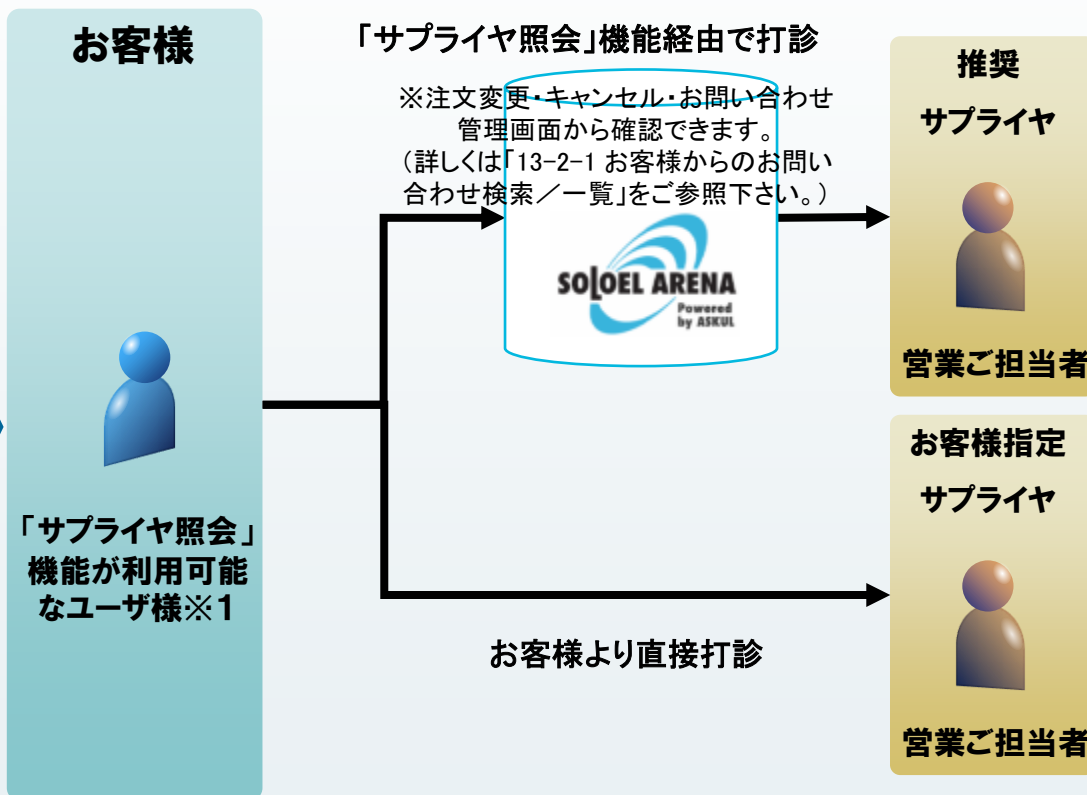 お客様
「サプライヤ照会」機能経由で打診
※注文変更・キャンセル・お問い合わせ
管理画面から確認できます。
(詳しくは「13-2-1 お客様からのお問い
合わせ検索／一覧」をご参照下さい。)
SOLOEL ARENA
Powered
by ASKUL
推奨
サプライヤ
営業ご担当者
「サプライヤ照会」
機能が利用可能
なユーザ様※1
お客様より直接打診
お客様指定
サプライヤ
営業ご担当者